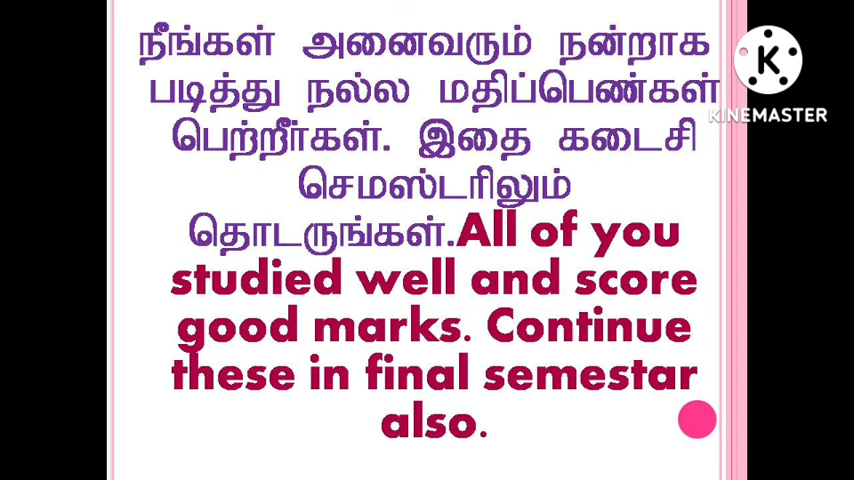 நீங்கள் அனைவரும் நன்றாக
படித்து நல்ல மதிப்பெண்கள்
பெற்றீர்கள். இதை கடைசி
செமஸ்டரிலும்
தொடருங்கள்.All of you
studied well and score
good marks. Continue
these in final semestar
also.
K
KINEMASTER